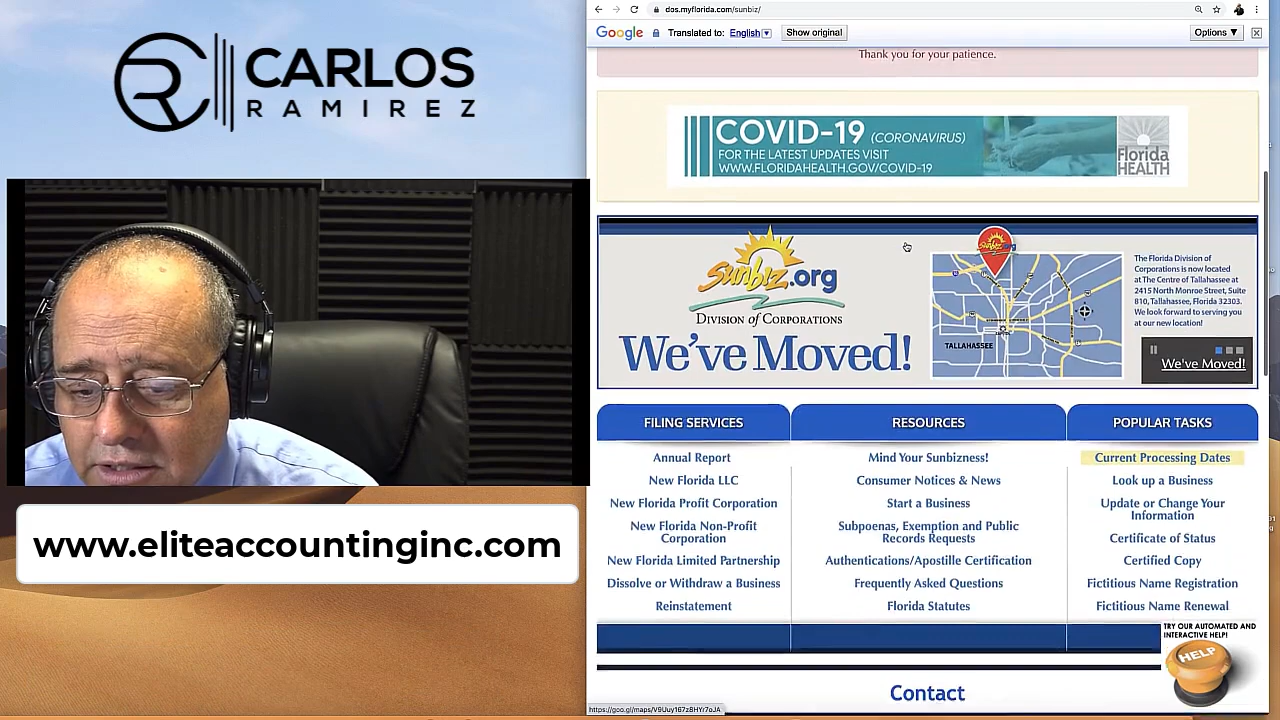 CARLOS
RAMIREZ
www.eliteaccountinginc.com
dos.myflorida.com/sunbiz/
Google Translated to: English▼ Show original Options ▼
Thank you for your patience.
COVID-19 (CORONAVIRUS)
FOR THE LATEST UPDATES VISIT
WWW.FLORIDAHEALTH.GOV/COVID-19
Florida
HEALTH
Sunbiz.org
Division of Corporations
We've Moved!
Sunbiz.org
TALLAHASSEE
The Florida Division of
Corporations is now located
at The Centre of Tallahassee at
2415 North Monroe Street, Suite
810, Tallahassee, Florida 32303.
We look forward to serving you
at our new location!
We've Moved!
FILING SERVICES
Annual Report
New Florida LLC
New Florida Profit Corporation
New Florida Non-Profit
Corporation
New Florida Limited Partnership
Dissolve or Withdraw a Business
Reinstatement
RESOURCES
Mind Your Sunbizness!
Consumer Notices & News
Start a Business
Subpoenas, Exemption and Public
Records Requests
Authentications/Apostille Certification
Frequently Asked Questions
Florida Statutes
POPULAR TASKS
Current Processing Dates
Look up a Business
Update or Change Your
Information
Certificate of Status
Certified Copy
Fictitious Name Registration
Fictitious Name Renewal
TRY OUR AUTOMATED AND
INTERACTIVE HELP!
HELP
Contact